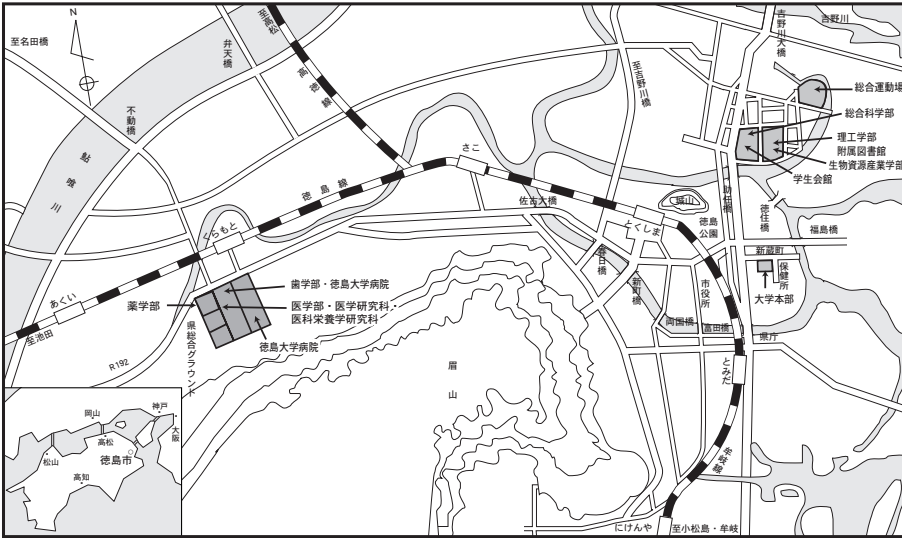 N
至名田橋
不動橋
鮎喰川
弁天橋
至高松
高徳線
至吉野川橋
吉野川大橋
吉野川
総合運動場
総合科学部
理工学部
附属図書館
生物資源産業学部
学生会館
さこ
徳島線
くらもと
佐古大橋
とくしま
城山
徳島
公園
助任橋
徳住橋
福島橋
新蔵町
保健所
大学本部
春日橋
新町橋
両国橋
市役所
富田橋
県庁
とみだ
あくい
至池田
薬学部
歯学部・徳島大学病院
医学部・医学研究科・
医科栄養学研究科
徳島大学病院
県総合グラウンド
R192
眉山
牟岐線
にけんや
至小松島・牟岐
岡山
神戸
大阪
高松
松山
徳島市
高知